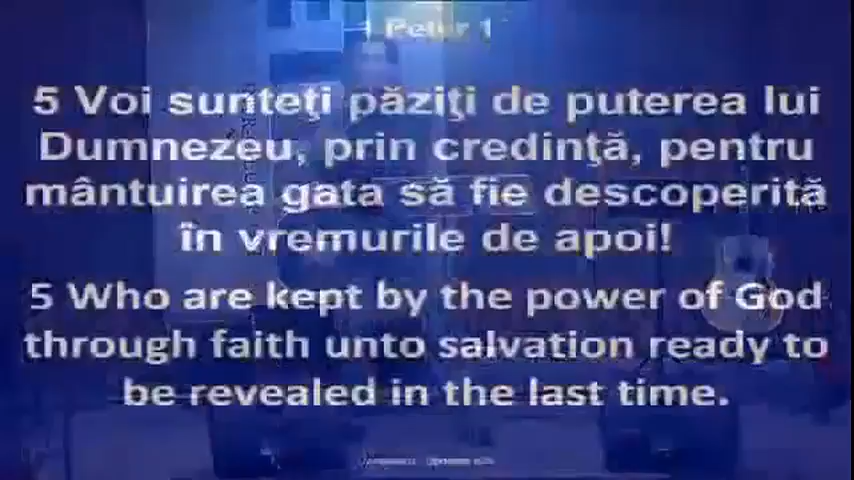 1 Peter 1
5 Voi sunteţi păziţi de puterea lui
Dumnezeu, prin credinţă, pentru
mântuirea gata să fie descoperită
în vremurile de apoi!
5 Who are kept by the power of God
through faith unto salvation ready to
be revealed in the last time.